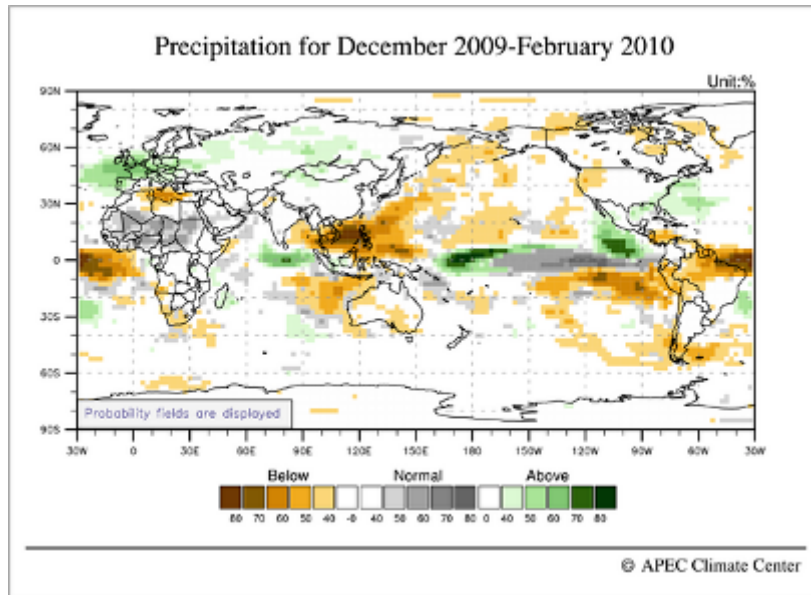 Precipitation for December 2009-February 2010
Unit:%
90N
60N
30N
0
30S
60S
90S
Probability fields are displayed
30W 0 30E 60E 90E 120E 150E 180 150W 120W 90W 60W 30W
Below Normal Above
80 70 60 50 40 -0 40 50 60 70 80 0 40 50 60 70 80
© APEC Climate Center